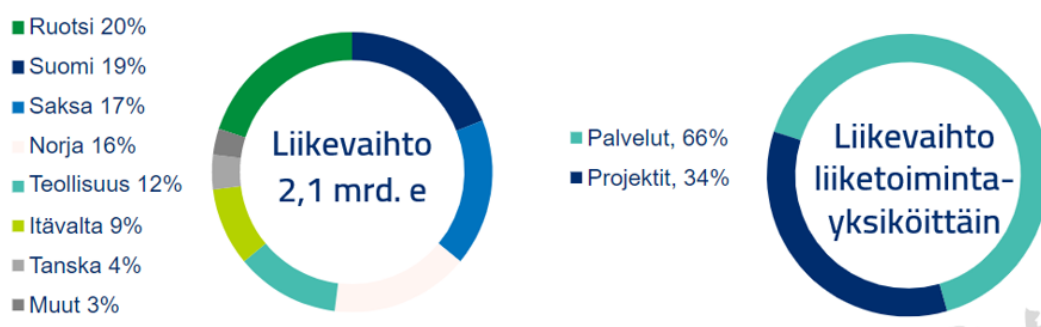 Ruotsi 20%
Suomi 19%
Saksa 17%
Norja 16%
Teollisuus 12%
Itävalta 9%
Tanska 4%
Muut 3%
Liikevaihto
2,1 mrd. e
Palvelut, 66%
Projektit, 34%
Liikevaihto
liiketoiminta-
yksiköittäin